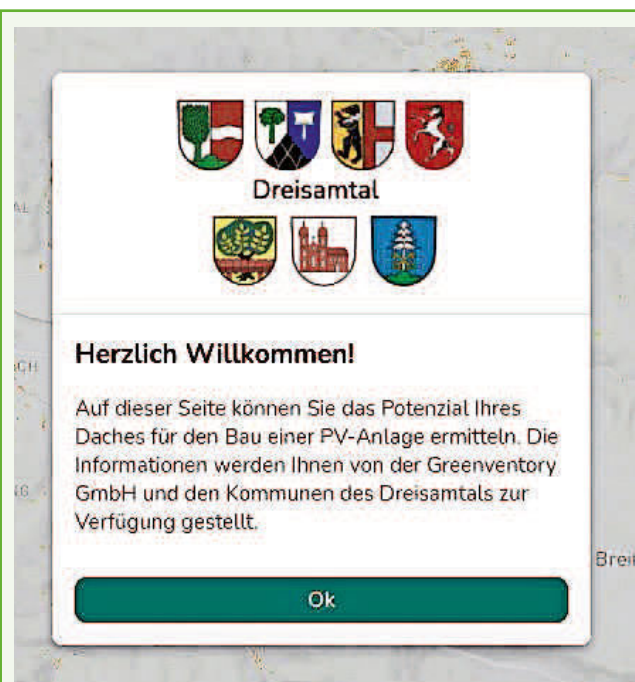 Dreisamtal
Herzlich Willkommen!
Auf dieser Seite können Sie das Potenzial Ihres
Daches für den Bau einer PV-Anlage ermitteln. Die
Informationen werden Ihnen von der Greenventory
GmbH und den Kommunen des Dreisamtals zur
Verfügung gestellt.
Ok